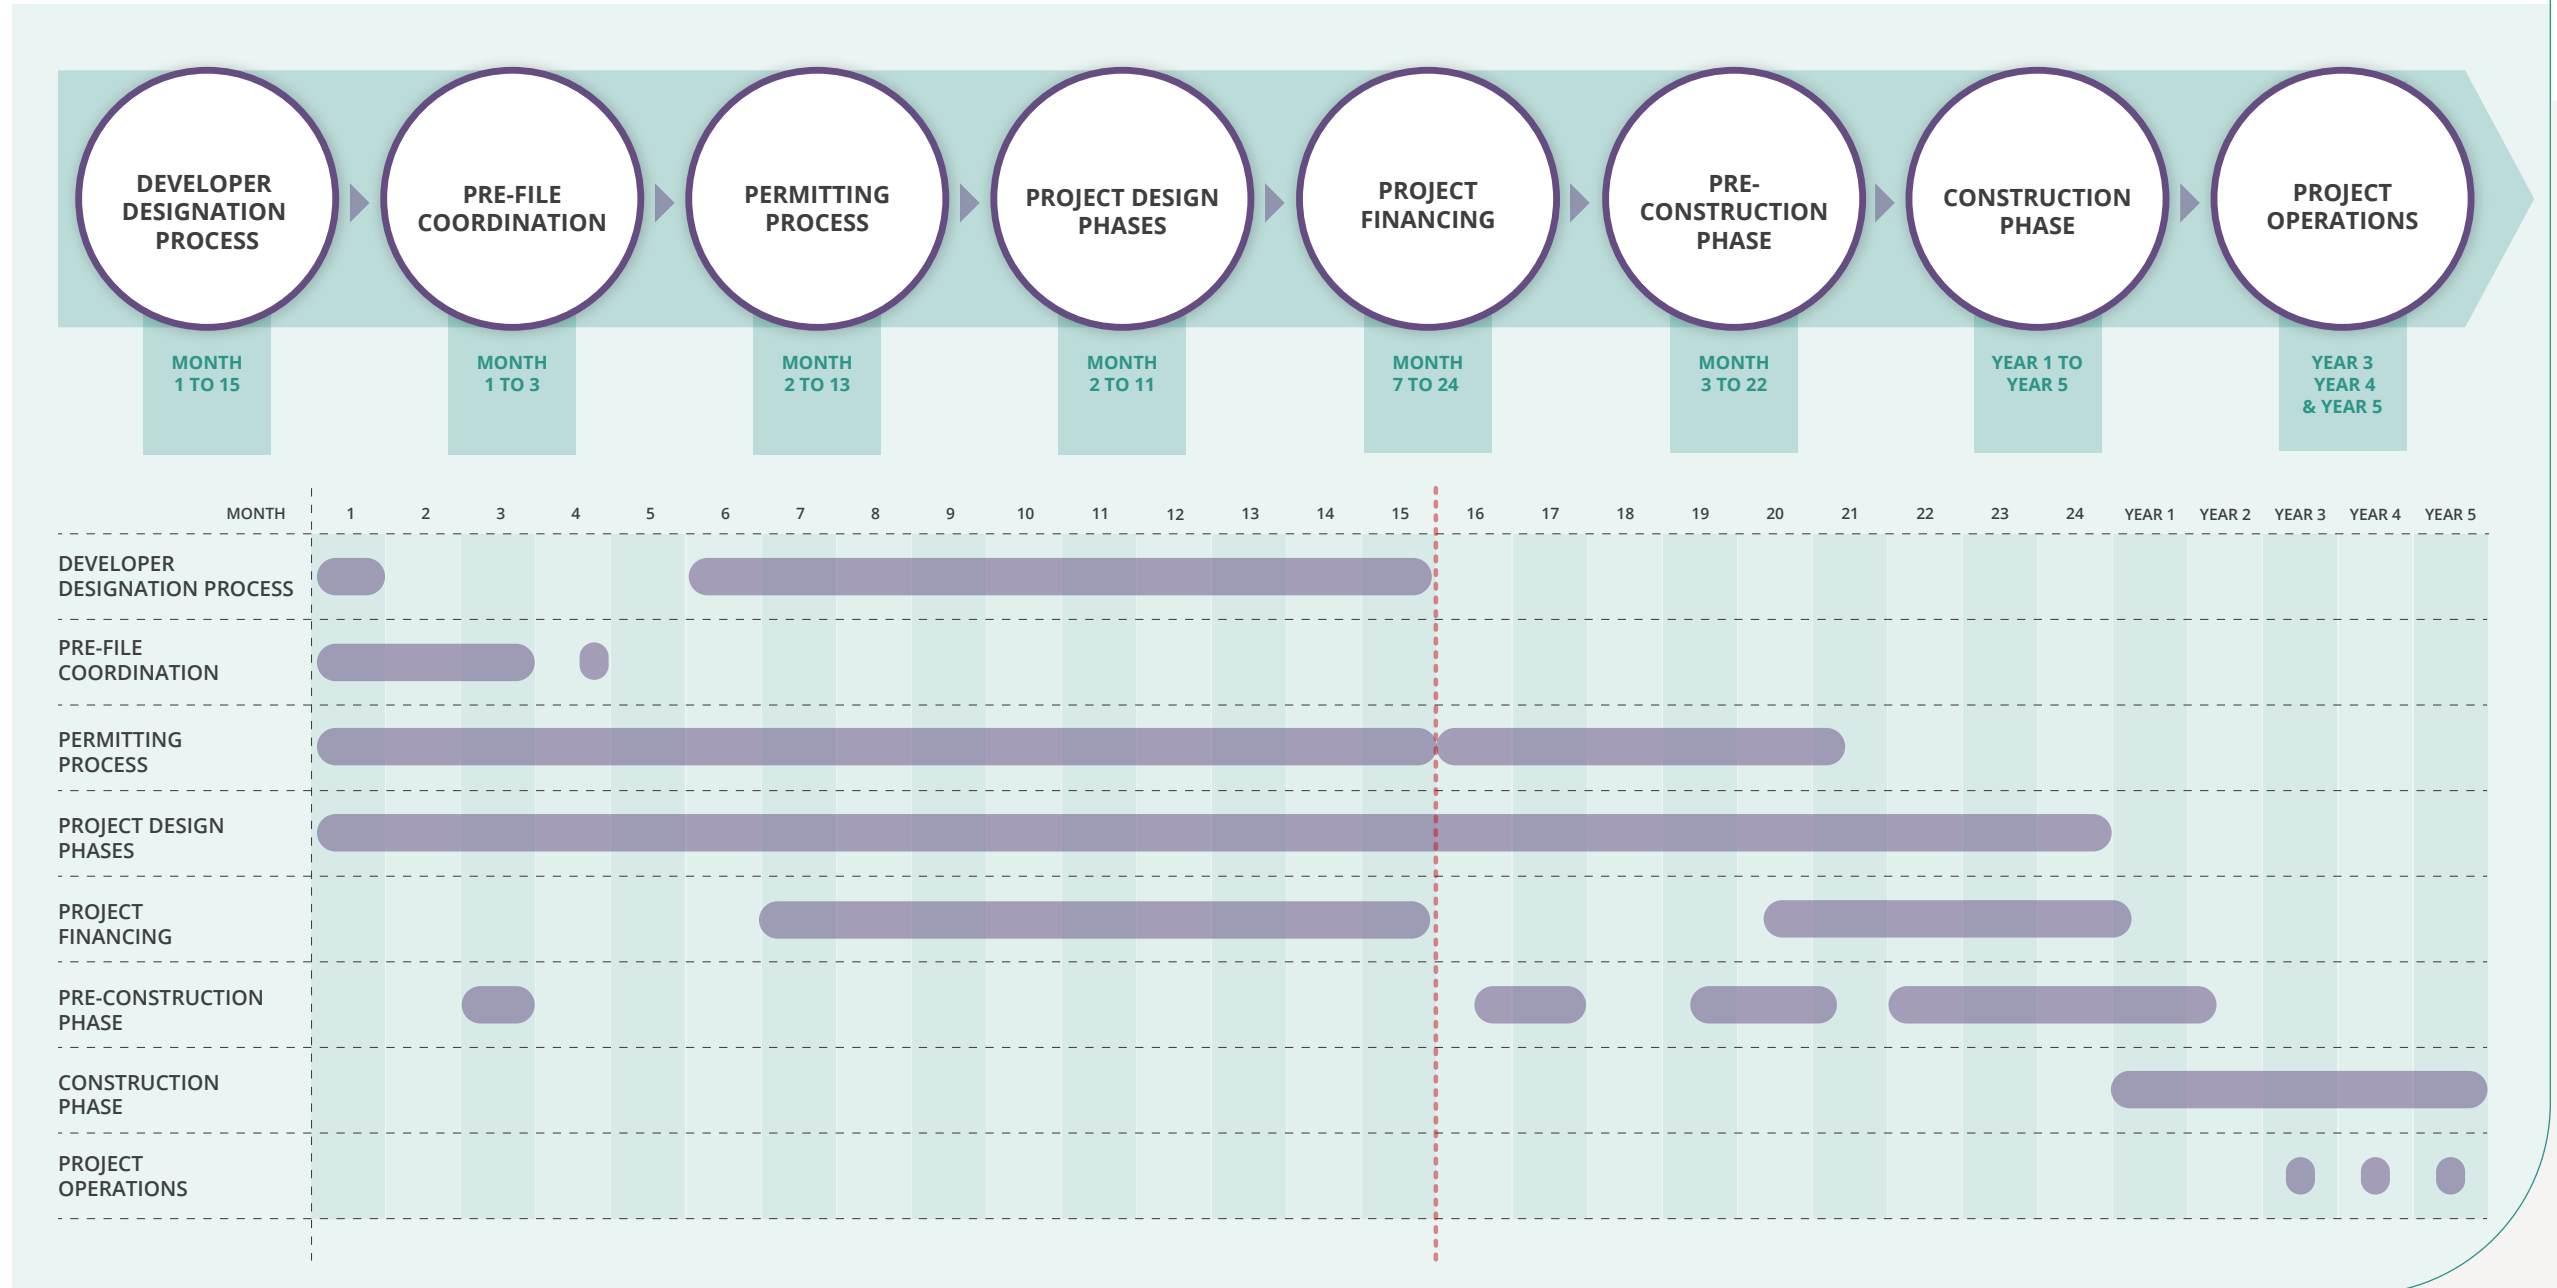 DEVELOPER
DESIGNATION
PROCESS
PRE-FILE
COORDINATION
PERMITTING
PROCESS
PROJECT DESIGN
PHASES
PROJECT
FINANCING
PRE-
CONSTRUCTION
PHASE
CONSTRUCTION
PHASE
PROJECT
OPERATIONS
MONTH
1 TO 15
MONTH
1 TO 3
MONTH
2 TO 13
MONTH
2 TO 11
MONTH
7 TO 24
MONTH
3 TO 22
YEAR 1 TO
YEAR 5
YEAR 3
YEAR 4
& YEAR 5
MONTH 1 2 3 4 5 6 7 8 9 10 11 12 13 14 15 16 17 18 19 20 21 22 23 24 YEAR 1 YEAR 2 YEAR 3 YEAR 4 YEAR 5
DEVELOPER
DESIGNATION PROCESS
PRE-FILE
COORDINATION
PERMITTING
PROCESS
PROJECT DESIGN
PHASES
PROJECT
FINANCING
PRE-CONSTRUCTION
PHASE
CONSTRUCTION
PHASE
PROJECT
OPERATIONS